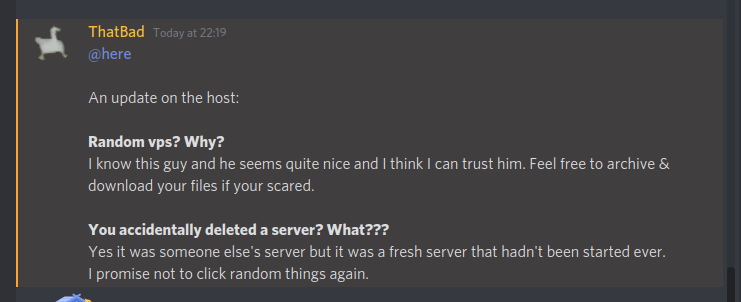 ThatBad Today at 22:19
@here
An update on the host:
Random vps? Why?
I know this guy and he seems quite nice and I think I can trust him. Feel free to archive &
download your files if your scared.
You accidentally deleted a server? What???
Yes it was someone else's server but it was a fresh server that hadn't been started ever.
I promise not to click random things again.